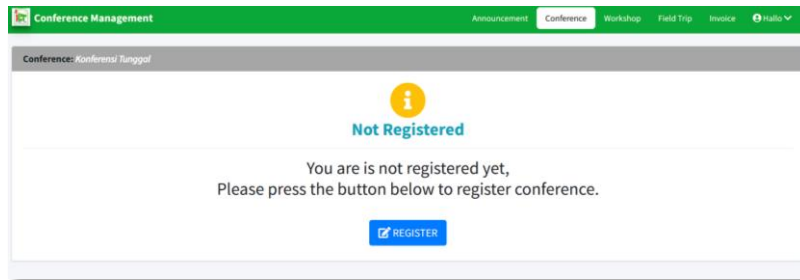 Conference Management
Announcement Conference Workshop Field Trip Invoice Hallo
Conference: Konferensi Tunggal
Not Registered
You are is not registered yet,
Please press the button below to register conference.
REGISTER